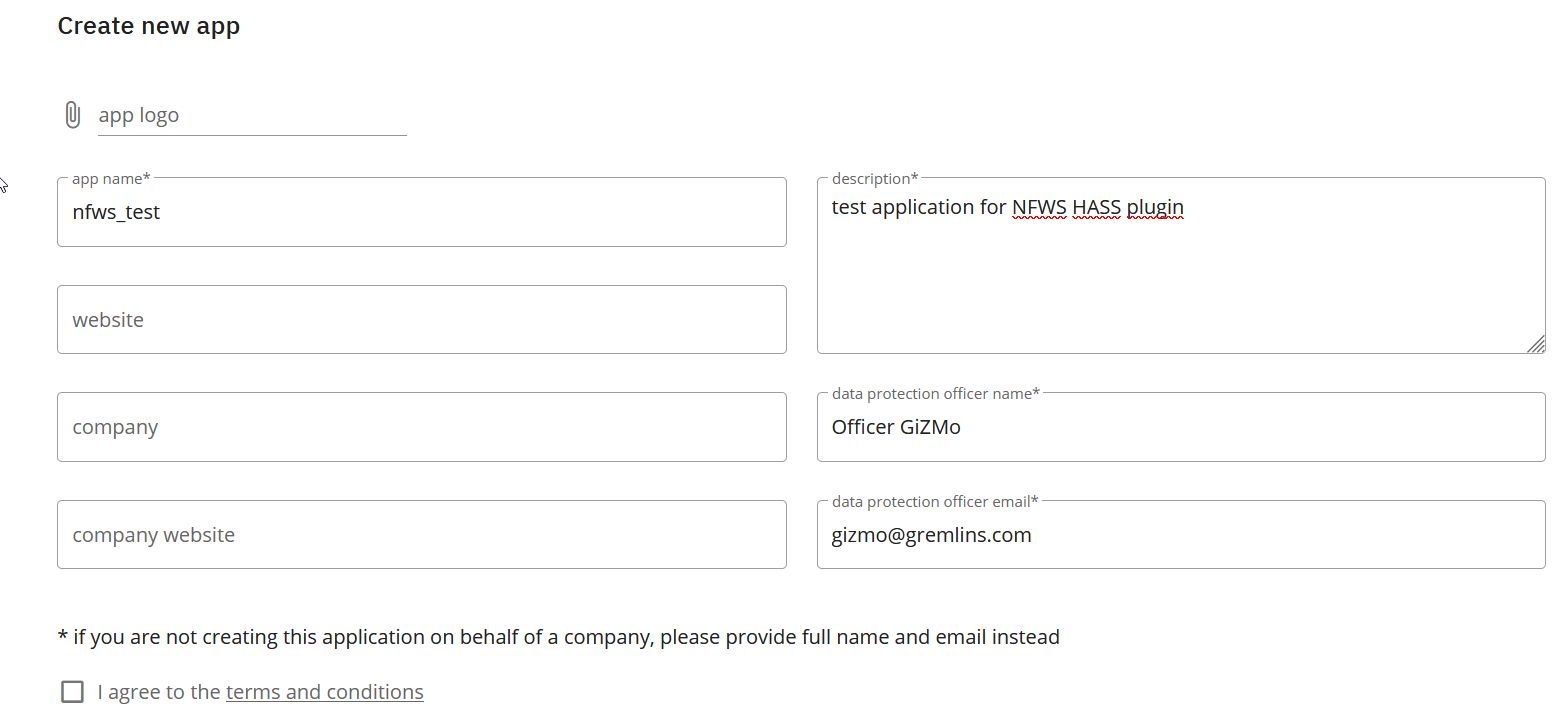 Create new app
app logo
app name*
nfws_test
description*
test application for NFWS HASS plugin
website
company
data protection officer name*
Officer GiZMo
company website
data protection officer email*
gizmo@gremlins.com
* if you are not creating this application on behalf of a company, please provide full name and email instead
I agree to the terms and conditions